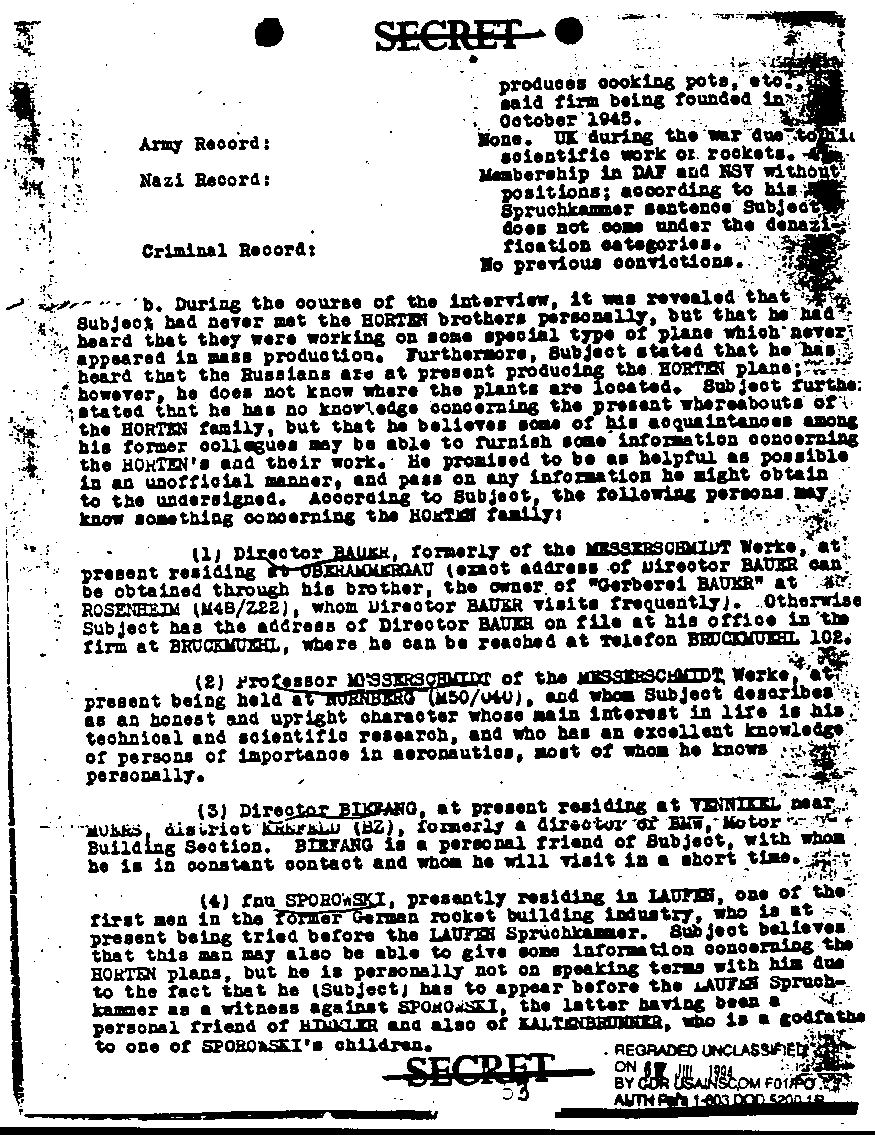 SECRET
produces cooking pots, etc.,
said firm being founded in
October 1945.
Army Record:
None. UK during the war due to his
scientific work on rockets.
Nazi Record:
Membership in DAF and NSV without
positions; according to his
Spruchkammer sentence Subject
does not come under the denazi-
fication categories.
Criminal Record:
No previous convictions.
b. During the course of the interview, it was revealed that
Subject had never met the HORTEN brothers personally, but that he had
heard that they were working on some special type of plane which never
appeared in mass production. Furthermore, Subject stated that he has
heard that the Russians are at present producing the HORTEN plane;
however, he does not know where the plants are located. Subject further
stated that he has no knowledge concerning the present whereabouts of
the HORTEN family, but that he believes some of his acquaintances among
his former collegues may be able to furnish some information concerning
the HORTEN's and their work. He promised to be as helpful as possible
in an unofficial manner, and pass on any information he might obtain
to the undersigned. According to Subject, the following persons may
know something concerning the HORTEN family:
(1) Director BAUER, formerly of the MESSERSCHMIDT Werke, at
present residing at OBERAMMERGAU (exact address of Director BAUER can
be obtained through his brother, the owner of "Gerberei BAUER" at
ROSENHEIM (M48/Z22), whom Director BAUER visits frequently). Otherwise
Subject has the address of Director BAUER on file at his office in the
firm at BRUCKMUEHL, where he can be reached at Telefon BRUCKMUEHL 102.
(2) Professor MESSERSCHMIDT of the MESSERSCHMIDT Werke, at
present being held at NURNBERG (M50/O40), and whom Subject describes
as an honest and upright character whose main interest in life is his
technical and scientific research, and who has an excellent knowledge
of persons of importance in aeronautics, most of whom he knows
personally.
(3) Director BIEFANG, at present residing at VENNIKEL near
MOERS, district KREFELD (BZ), formerly a director of BMW, Motor
Building Section. BIEFANG is a personal friend of Subject, with whom
he is in constant contact and whom he will visit in a short time.
(4) fnu SPOROWSKI, presently residing in LAUFEN, one of the
first men in the former German rocket building industry, who is at
present being tried before the LAUFEN Spruchkammer. Subject believes
that this man may also be able to give some information concerning the
HORTEN plans, but he is personally not on speaking terms with him due
to the fact that he (Subject) has to appear before the LAUFEN Spruch-
kammer as a witness against SPOROWSKI, the latter having been a
personal friend of HIMMLER and also of KALTENBRUNNER, who is a godfathe
to one of SPOROWSKI's children.
SECRET
53
REGRADED UNCLASSIFIED
ON JUL 1994
BY CDR USAINSCOM FOI/PO
AUTH Para 1-603 DOD 5200.1R